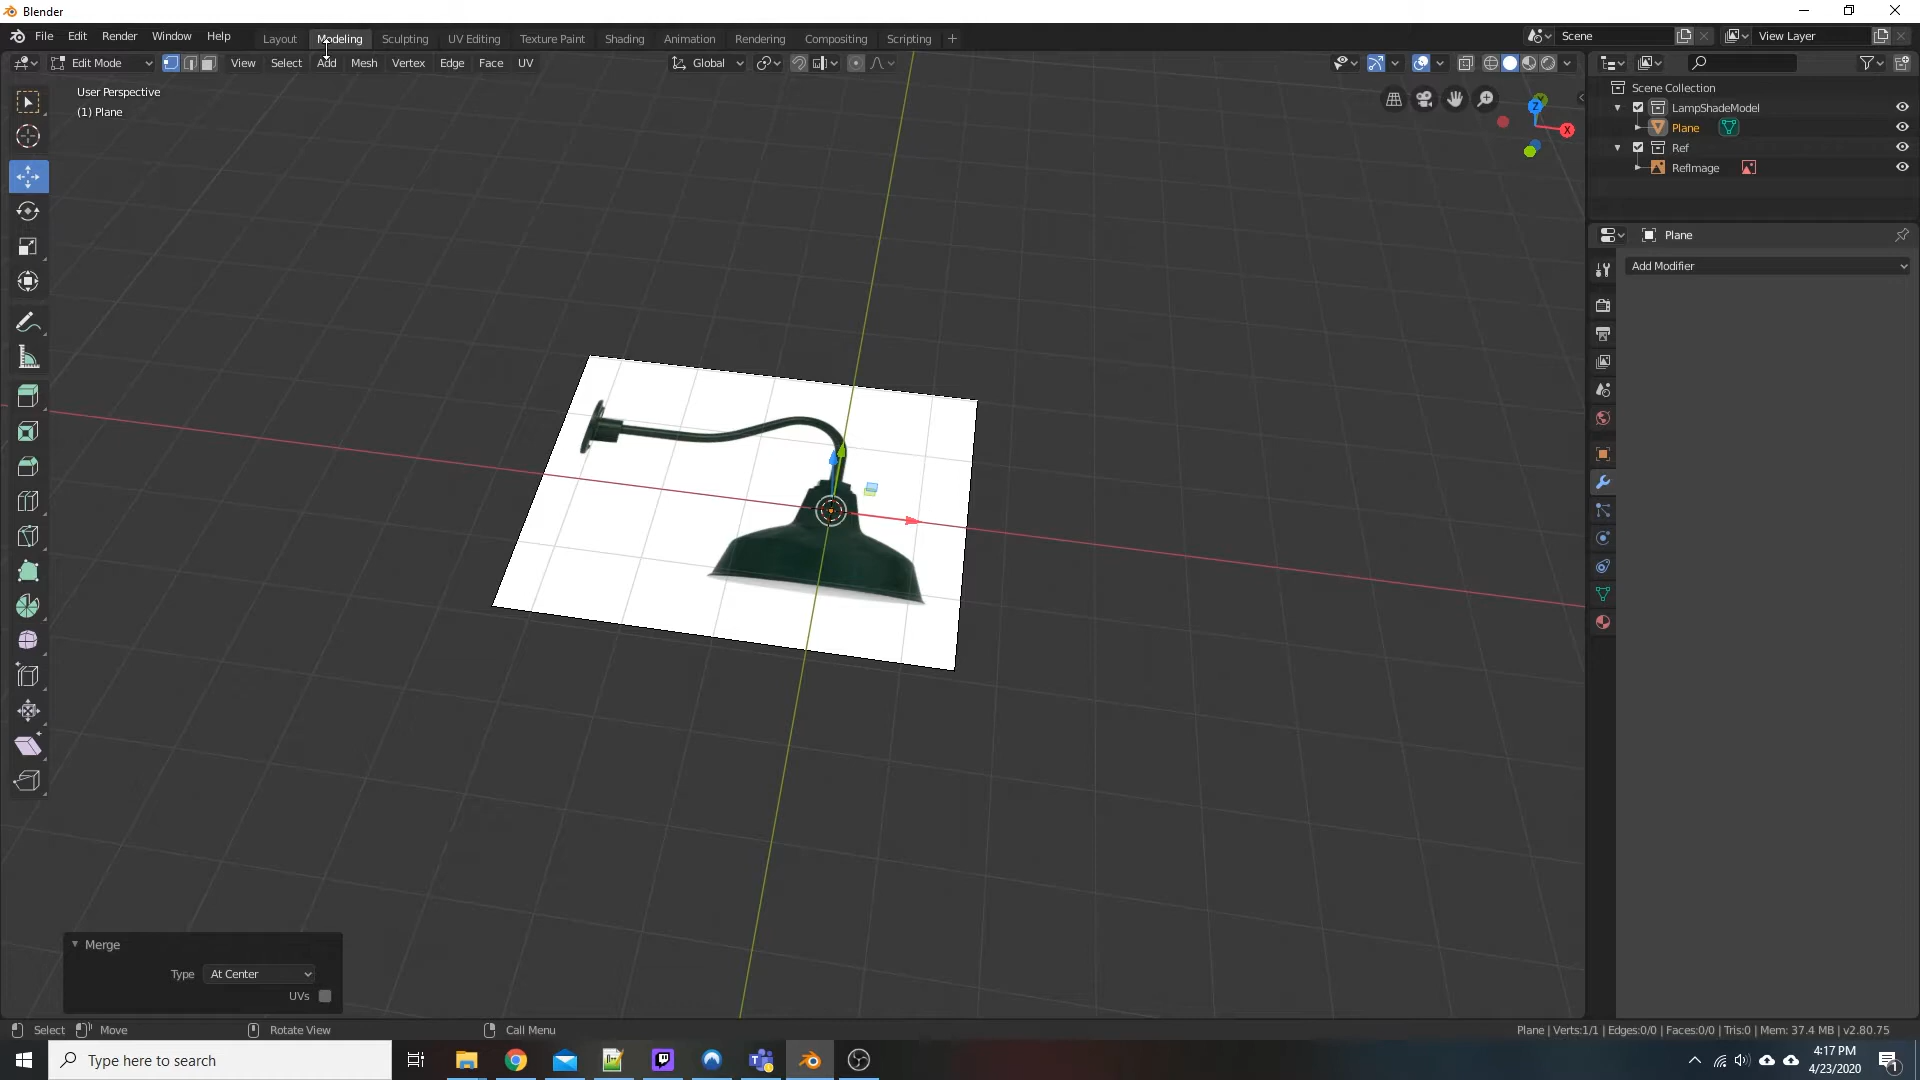 Blender
File Edit Render Window Help Layout Modeling Sculpting UV Editing Texture Paint Shading Animation Rendering Compositing Scripting + Scene View Layer
Edit Mode View Select Add Mesh Vertex Edge Face UV Global
User Perspective
(1) Plane
Scene Collection
LampShadeModel
Plane
Ref
RefImage
Plane
Add Modifier
X
Z
Y
Merge
Type At Center
UVs
Select Move Rotate View Call Menu Plane | Verts:1/1 | Edges:0/0 | Faces:0/0 | Tris:0 | Mem: 37.4 MB | v2.80.75
Type here to search
4:17 PM
4/23/2020
1